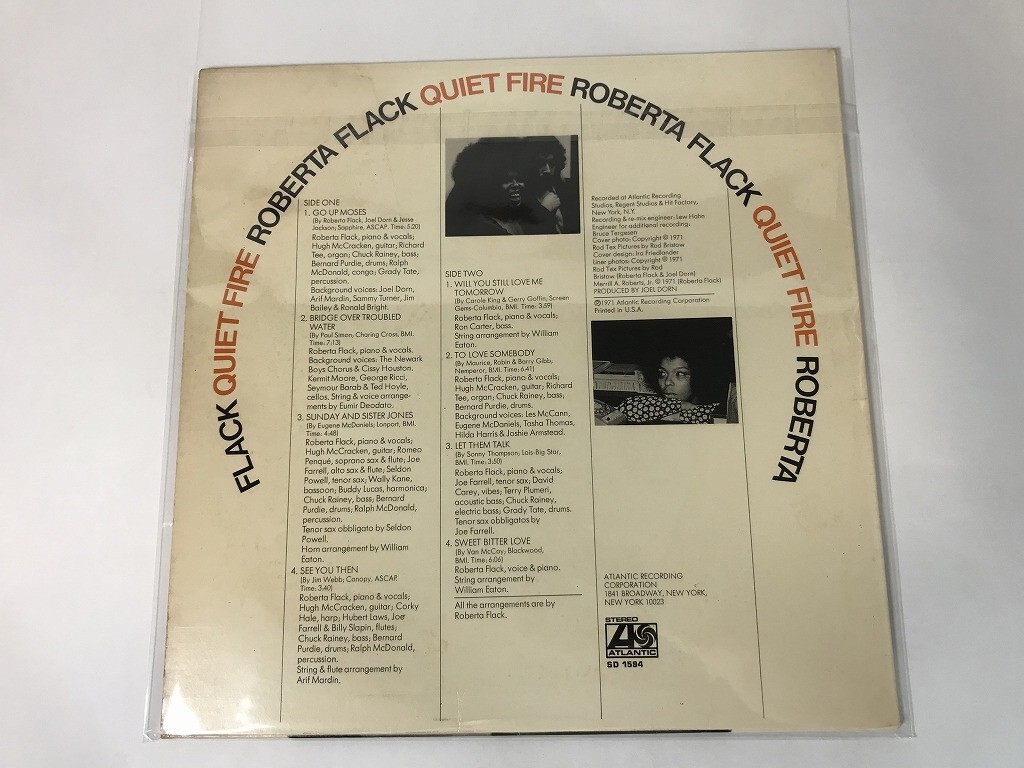 FLACK QUIET FIRE ROBERTA FLACK QUIET FIRE ROBERTA FLACK QUIET FIRE ROBERTA
SIDE ONE
1. GO UP MOSES
(By Roberta Flack, Joel Dorn & Jesse
Jackson; Sapphire, ASCAP. Time: 5:20)
Roberta Flack, piano & vocals;
Hugh McCracken, guitar; Richard
Tee, organ; Chuck Rainey, bass;
Bernard Purdie, drums; Ralph
McDonald, congo; Grady Tate,
percussion.
Background voices: Joel Dorn,
Arif Mardin, Sammy Turner, Jim
Bailey & Ronald Bright.
2. BRIDGE OVER TROUBLED
WATER
(By Paul Simon; Charing Cross, BMI.
Time: 7:13)
Roberta Flack, piano & vocals.
Background voices: The Newark
Boys Chorus & Cissy Houston.
Kermit Moore, George Ricci,
Seymour Barab & Ted Hoyle,
cellos. String & voice arrange-
ments by Eumir Deodato.
3. SUNDAY AND SISTER JONES
(By Eugene McDaniels; Lonport, BMI.
Time: 4:48)
Roberta Flack, piano & vocals;
Hugh McCracken, guitar; Romeo
Penqué, soprano sax & flute; Joe
Farrell, alto sax & flute; Seldon
Powell, tenor sax; Wally Kane,
bassoon; Buddy Lucas, harmonica;
Chuck Rainey, bass; Bernard
Purdie, drums; Ralph McDonald,
percussion.
Tenor sax obbligato by Seldon
Powell.
Horn arrangement by William
Eaton.
4. SEE YOU THEN
(By Jim Webb; Canopy, ASCAP.
Time: 3:40)
Roberta Flack, piano & vocals;
Hugh McCracken, guitar; Corky
Hale, harp; Hubert Laws, Joe
Farrell & Billy Slapin, flutes;
Chuck Rainey, bass; Bernard
Purdie, drums; Ralph McDonald,
percussion.
String & flute arrangement by
Arif Mardin.
SIDE TWO
1. WILL YOU STILL LOVE ME
TOMORROW
(By Carole King & Gerry Goffin; Screen
Gems-Columbia, BMI. Time: 3:59)
Roberta Flack, piano & vocals;
Ron Carter, bass.
String arrangement by William
Eaton.
2. TO LOVE SOMEBODY
(By Maurice, Robin & Barry Gibb;
Nemperor, BMI. Time: 6:41)
Roberta Flack, piano & vocals;
Hugh McCracken, guitar; Richard
Tee, organ; Chuck Rainey, bass;
Bernard Purdie, drums.
Background voices: Les McCann,
Eugene McDaniels, Tasha Thomas,
Hilda Harris & Joshie Armstead.
3. LET THEM TALK
(By Sonny Thompson; Lois-Big Star,
BMI. Time: 3:50)
Roberta Flack, piano & vocals;
Joe Farrell, tenor sax; David
Carey, vibes; Terry Plumeri,
acoustic bass; Chuck Rainey,
electric bass; Grady Tate, drums.
Tenor sax obbligatos by
Joe Farrell.
4. SWEET BITTER LOVE
(By Van McCoy; Blackwood,
BMI. Time: 6:06)
Roberta Flack, voice & piano.
String arrangement by
William Eaton.
All the arrangements are by
Roberta Flack.
Recorded at Atlantic Recording
Studios, Regent Studios & Hit Factory,
New York, N.Y.
Recording & re-mix engineer: Lew Hahn
Engineer for additional recording:
Bruce Tergesen
Cover photo: Copyright © 1971
Rod Tex Pictures by Rod Bristow
Cover design: Ira Friedlander
Liner photos: Copyright © 1971
Rod Tex Pictures by Rod
Bristow (Roberta Flack & Joel Dorn)
Merrill A. Roberts, Jr. © 1971 (Roberta Flack)
PRODUCED BY JOEL DORN
℗1971 Atlantic Recording Corporation
Printed in U.S.A.
ATLANTIC RECORDING
CORPORATION
1841 BROADWAY, NEW YORK,
NEW YORK 10023
STEREO
ATLANTIC
SD 1594